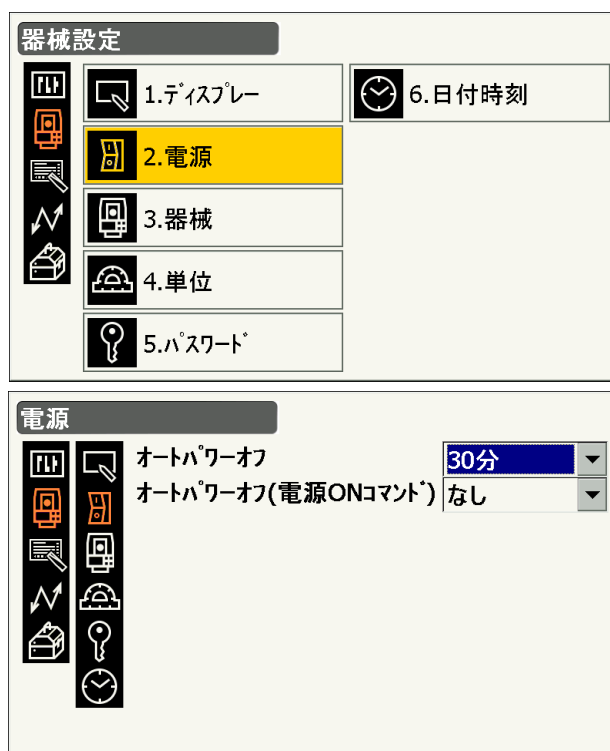 器械設定
1.ﾃﾞｨｽﾌﾟﾚｰ
6.日付時刻
2.電源
3.器械
4.単位
5.ﾊﾟｽﾜｰﾄﾞ
電源
ｵｰﾄﾊﾟﾜｰｵﾌ 30分
ｵｰﾄﾊﾟﾜｰｵﾌ(電源ONｺﾏﾝﾄﾞ) なし